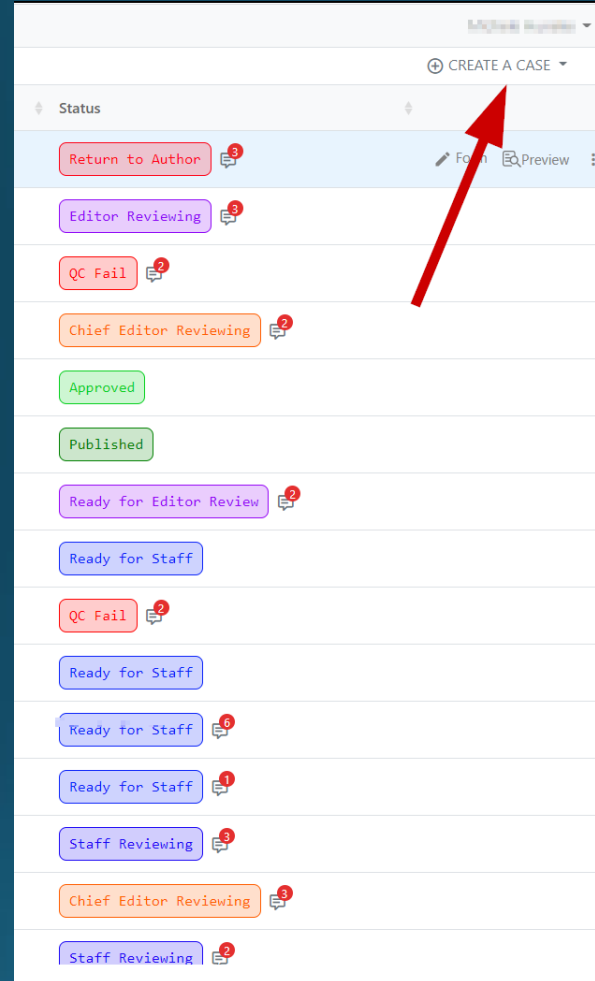 CREATE A CASE
Status
Return to Author 3 Form Preview
Editor Reviewing 3
QC Fail 2
Chief Editor Reviewing 2
Approved
Published
Ready for Editor Review 2
Ready for Staff
QC Fail 2
Ready for Staff
Ready for Staff 6
Ready for Staff 1
Staff Reviewing 3
Chief Editor Reviewing 3
Staff Reviewing 2